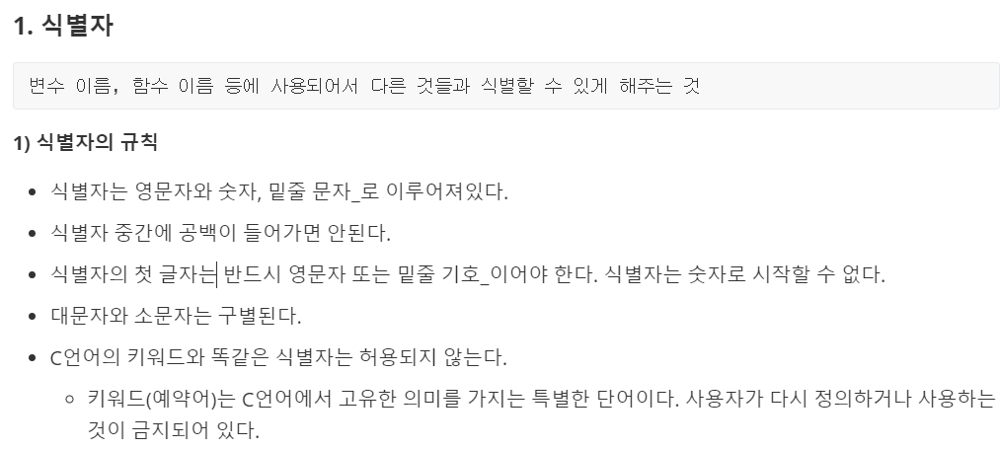 1. 식별자
변수 이름, 함수 이름 등에 사용되어서 다른 것들과 식별할 수 있게 해주는 것
1) 식별자의 규칙
식별자는 영문자와 숫자, 밑줄 문자_로 이루어져있다.
식별자 중간에 공백이 들어가면 안된다.
식별자의 첫 글자는 반드시 영문자 또는 밑줄 기호_이어야 한다. 식별자는 숫자로 시작할 수 없다.
대문자와 소문자는 구별된다.
C언어의 키워드와 똑같은 식별자는 허용되지 않는다.
키워드(예약어)는 C언어에서 고유한 의미를 가지는 특별한 단어이다. 사용자가 다시 정의하거나 사용하는
것이 금지되어 있다.